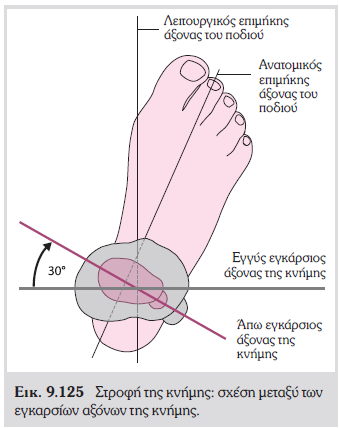 Λειτουργικός επιμήκης
άξονας του ποδιού
Ανατομικός
επιμήκης
άξονας του
ποδιού
30°
Εγγύς εγκάρσιος
άξονας της κνήμης
Άπω εγκάρσιος
άξονας της
κνήμης
Εικ. 9.125 Στροφή της κνήμης: σχέση μεταξύ των
εγκαρσίων αξόνων της κνήμης.